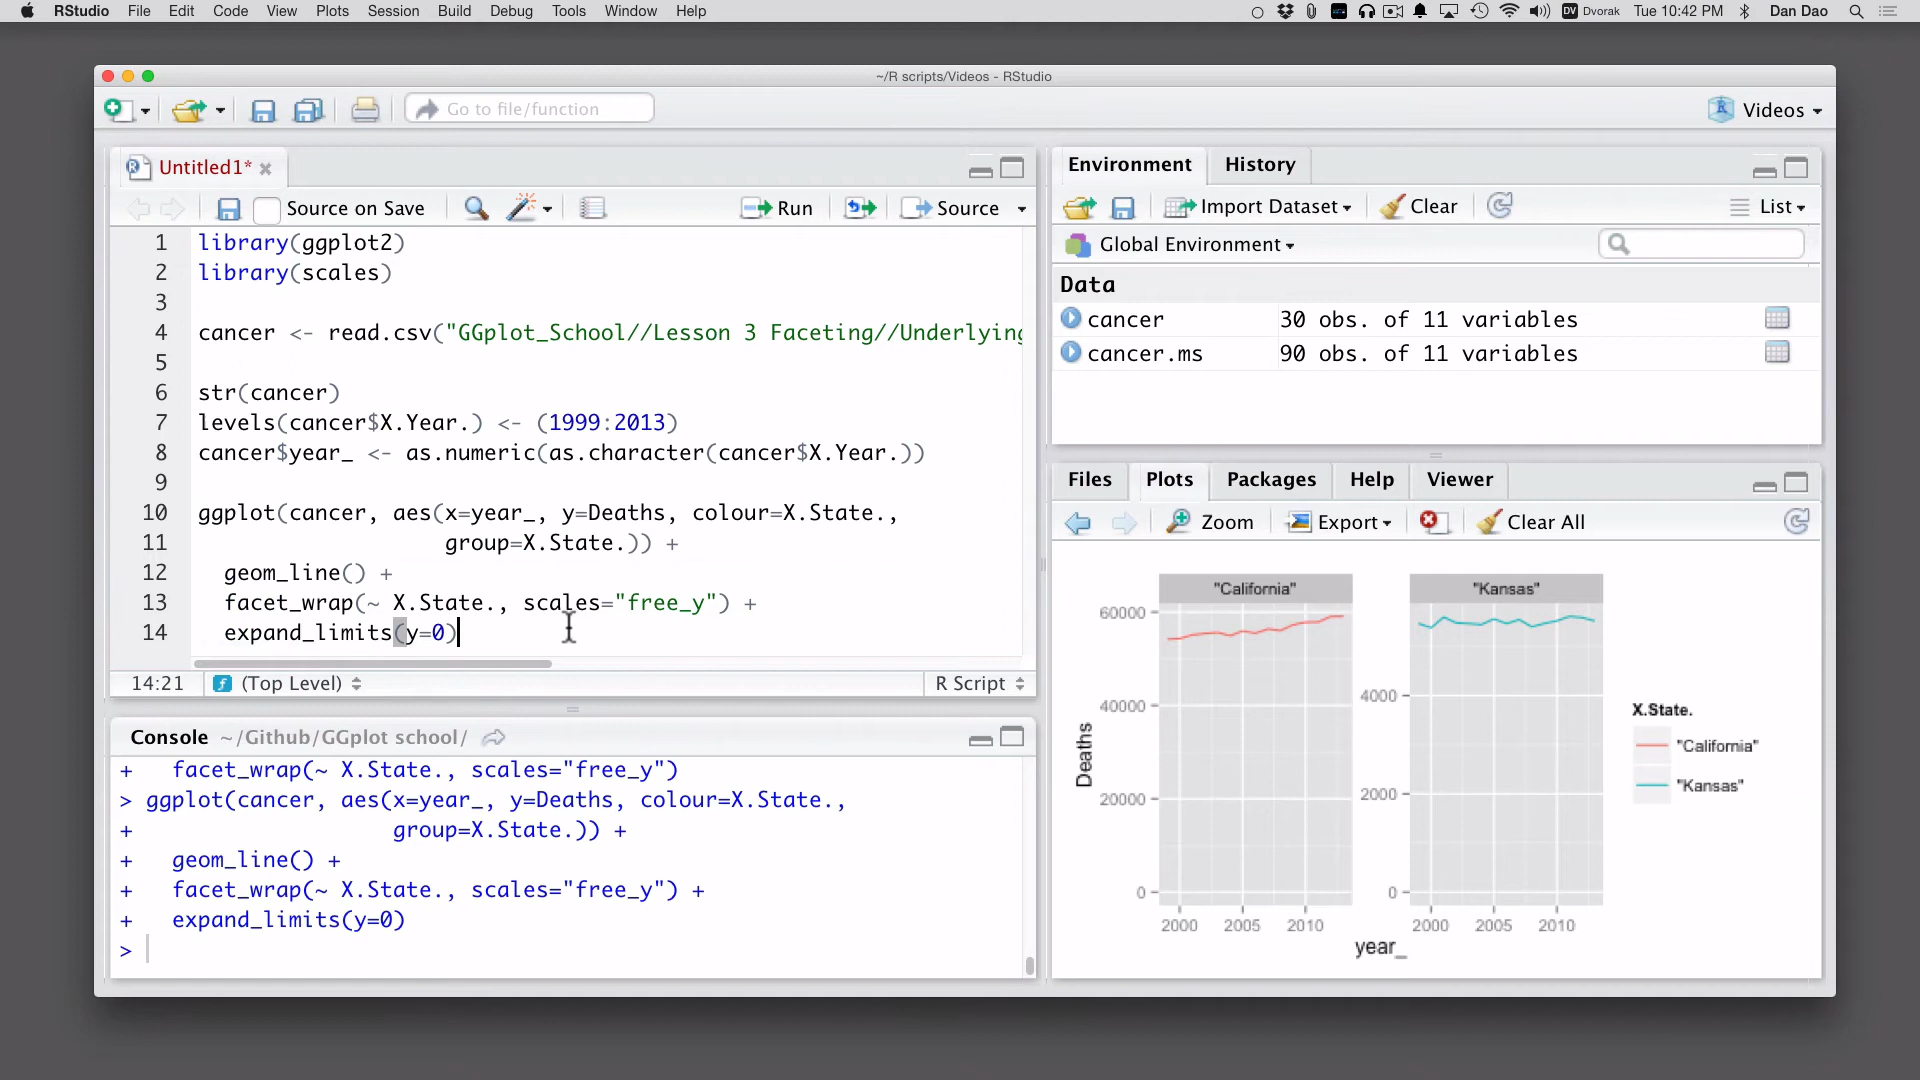 RStudio File Edit Code View Plots Session Build Debug Tools Window Help DV Dvorak Tue 10:42 PM Dan Dao
~/R scripts/Videos - RStudio
Go to file/function Videos
Untitled1*
Source on Save Run Source
1 library(ggplot2)
2 library(scales)
3
4 cancer <- read.csv("GGplot_School//Lesson 3 Faceting//Underlying
5
6 str(cancer)
7 levels(cancer$X.Year.) <- (1999:2013)
8 cancer$year_ <- as.numeric(as.character(cancer$X.Year.))
9
10 ggplot(cancer, aes(x=year_, y=Deaths, colour=X.State.,
11 group=X.State.)) +
12 geom_line() +
13 facet_wrap(~ X.State., scales="free_y") +
14 expand_limits(y=0)
14:21 (Top Level) R Script
Console ~/Github/GGplot school/
+ facet_wrap(~ X.State., scales="free_y")
> ggplot(cancer, aes(x=year_, y=Deaths, colour=X.State.,
+ group=X.State.)) +
+ geom_line() +
+ facet_wrap(~ X.State., scales="free_y") +
+ expand_limits(y=0)
>
Environment History
Import Dataset Clear List
Global Environment
Data
cancer 30 obs. of 11 variables
cancer.ms 90 obs. of 11 variables
Files Plots Packages Help Viewer
Zoom Export Clear All
"California" "Kansas"
60000
40000
20000
0
4000
2000
0
Deaths
2000 2005 2010 2000 2005 2010
year_
X.State.
"California"
"Kansas"